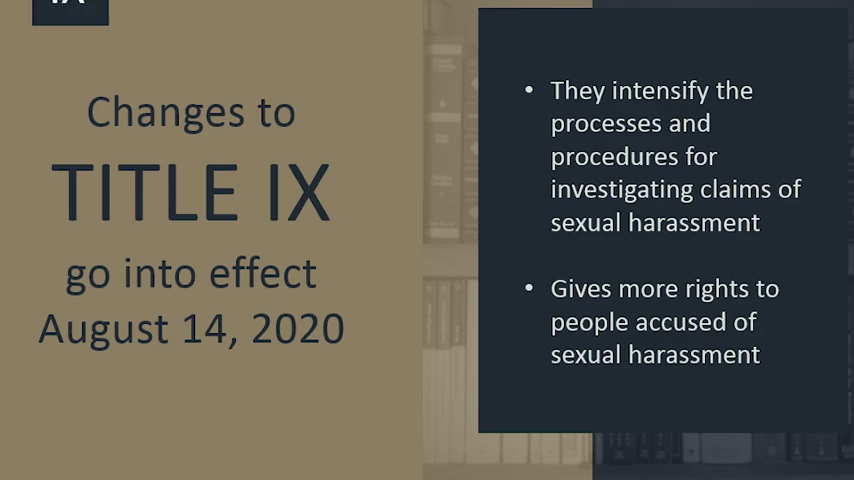 Changes to
TITLE IX
go into effect
August 14, 2020
• They intensify the
processes and
procedures for
investigating claims of
sexual harassment
• Gives more rights to
people accused of
sexual harassment